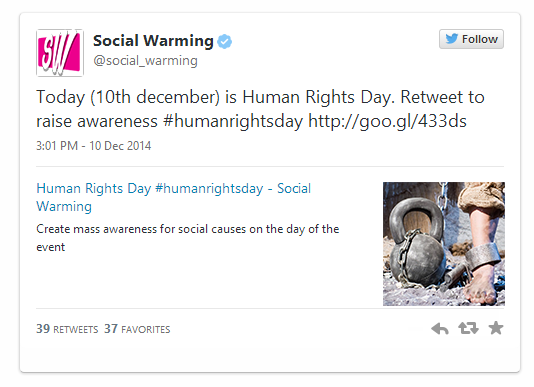 SW
Social Warming
Follow
@social_warming
Today (10th december) is Human Rights Day. Retweet to
raise awareness #humanrightsday http://goo.gl/433ds
3:01 PM - 10 Dec 2014
Human Rights Day #humanrightsday - Social
Warming
Create mass awareness for social causes on the day of the
event
39 RETWEETS 37 FAVORITES